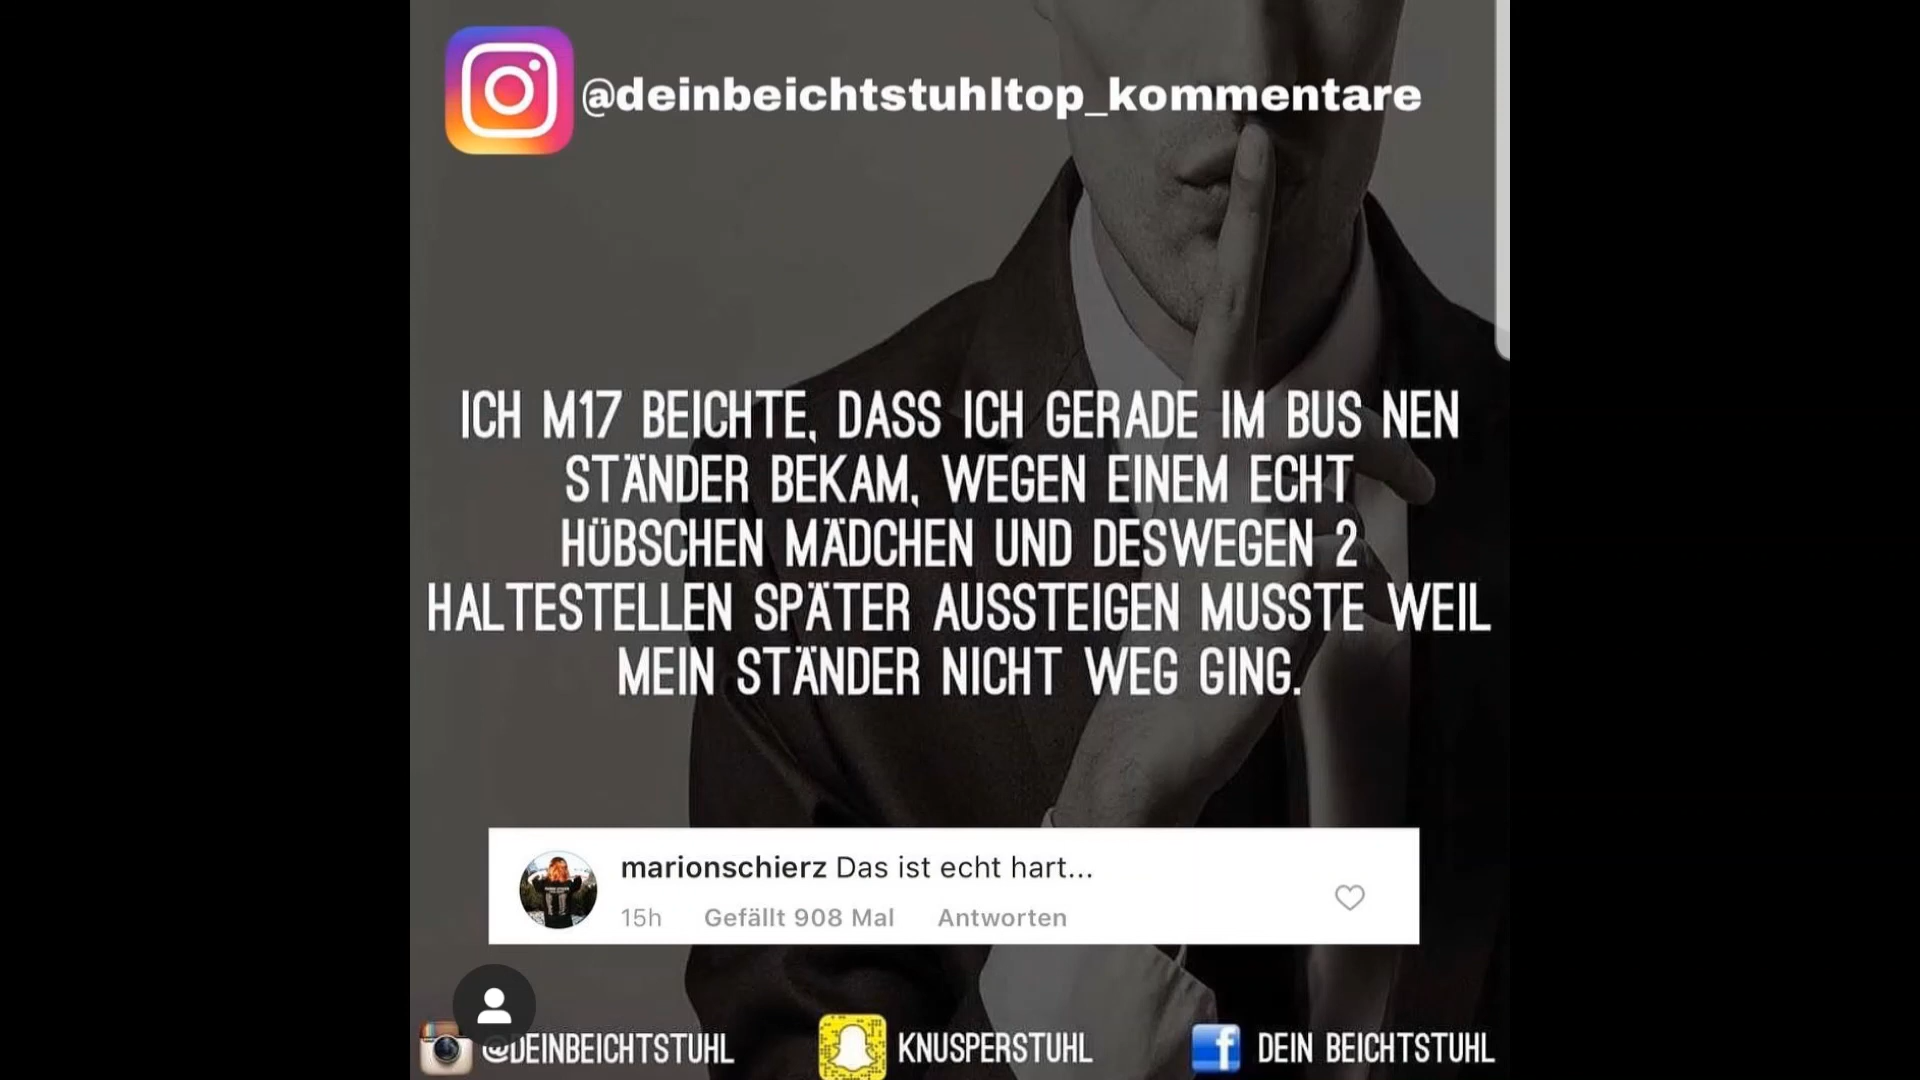 @deinbeichtstuhltop_kommentare
ICH M17 BEICHTE, DASS ICH GERADE IM BUS NEN
STÄNDER BEKAM, WEGEN EINEM ECHT
HÜBSCHEN MÄDCHEN UND DESWEGEN 2
HALTESTELLEN SPÄTER AUSSTEIGEN MUSSTE WEIL
MEIN STÄNDER NICHT WEG GING.
marionschierz Das ist echt hart...
15h Gefällt 908 Mal Antworten
@DEINBEICHTSTUHL KNUSPERSTUHL DEIN BEICHTSTUHL